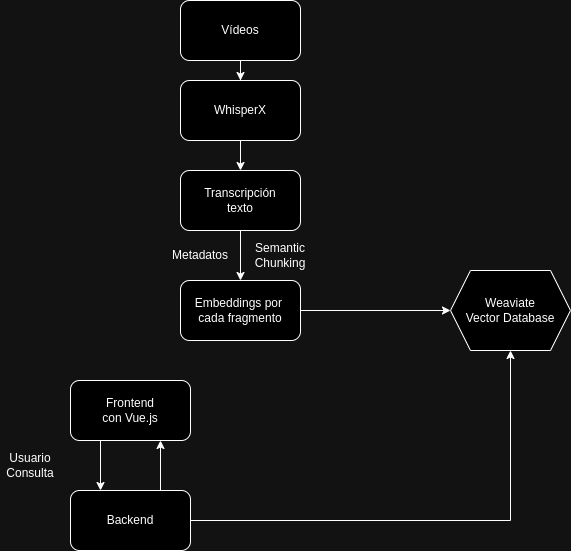 Vídeos
WhisperX
Transcripción
texto
Metadatos
Semantic
Chunking
Embeddings por
cada fragmento
Weaviate
Vector Database
Frontend
con Vue.js
Usuario
Consulta
Backend